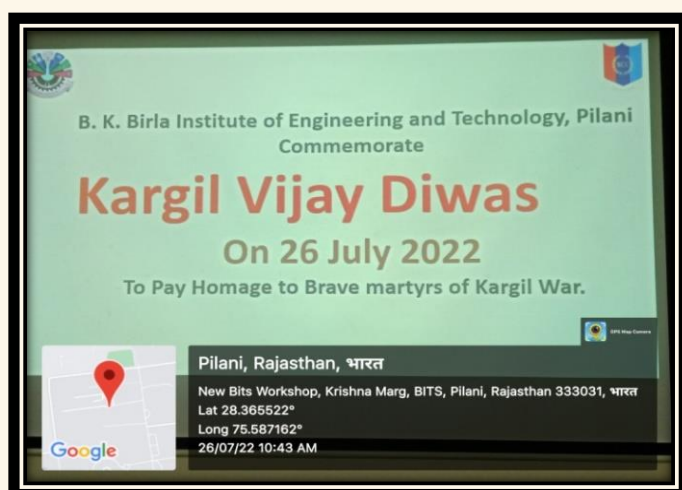 B. K. Birla Institute of Engineering and Technology, Pilani
Commemorate
Kargil Vijay Diwas
On 26 July 2022
To Pay Homage to Brave martyrs of Kargil War.
GPS Map Camera
Pilani, Rajasthan, भारत
New Bits Workshop, Krishna Marg, BITS, Pilani, Rajasthan 333031, भारत
Lat 28.365522°
Long 75.587162°
26/07/22 10:43 AM
Google